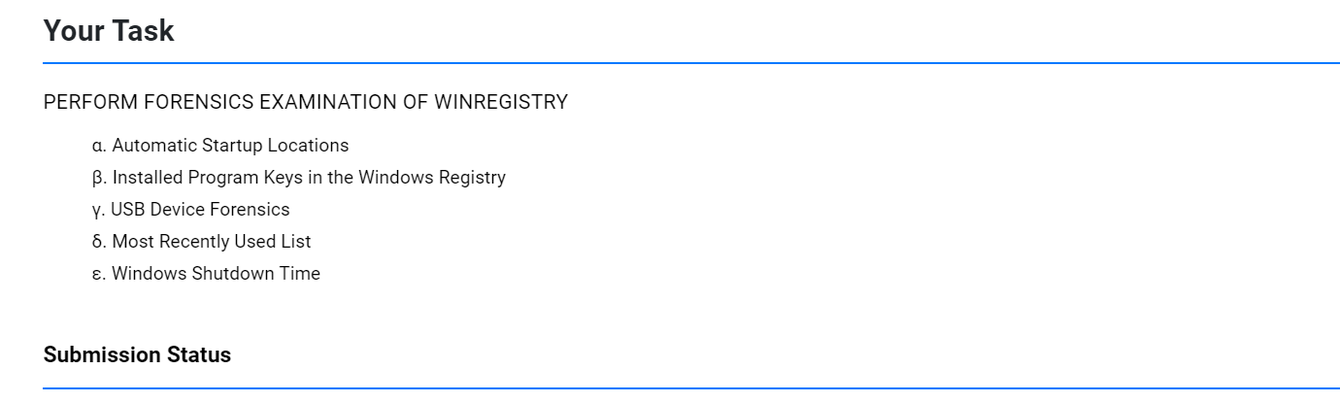 Your Task
PERFORM FORENSICS EXAMINATION OF WINREGISTRY
α. Automatic Startup Locations
β. Installed Program Keys in the Windows Registry
γ. USB Device Forensics
δ. Most Recently Used List
ε. Windows Shutdown Time
Submission Status